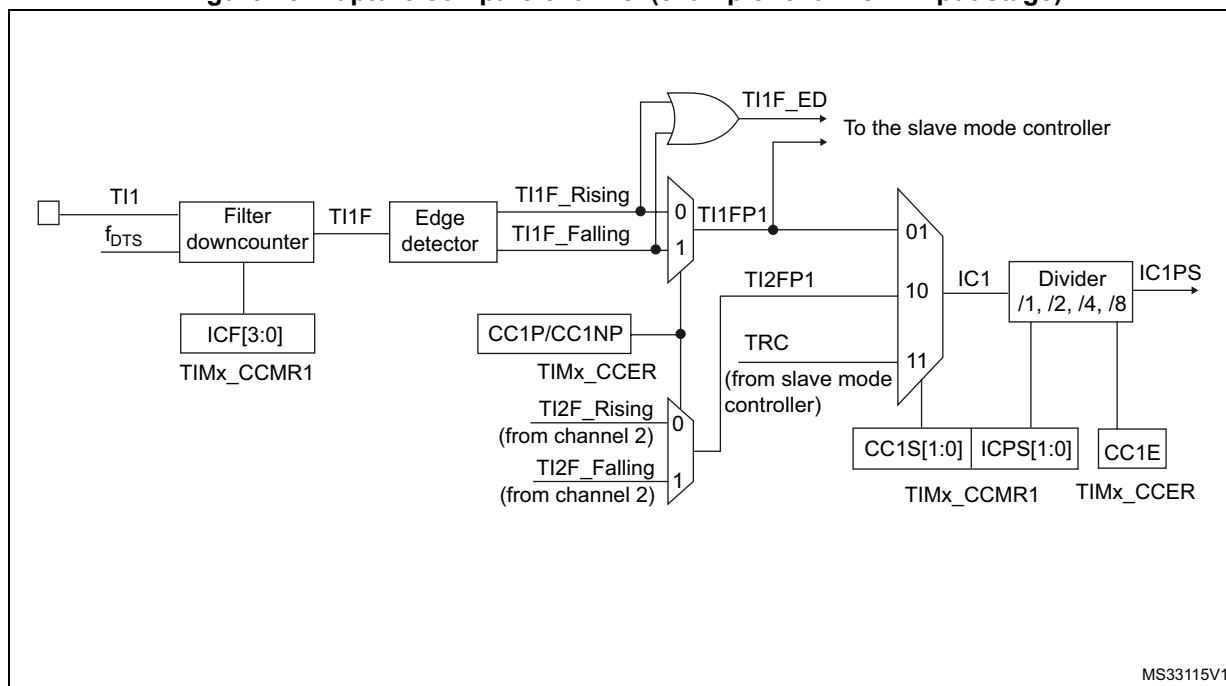 TI1F_ED
To the slave mode controller
TI1
f_DTS
Filter
downcounter
ICF[3:0]
TIMx_CCMR1
TI1F
Edge
detector
TI1F_Rising
TI1F_Falling
0
1
TI1FP1
CC1P/CC1NP
TIMx_CCER
TI2F_Rising
(from channel 2)
TI2F_Falling
(from channel 2)
0
1
TI2FP1
TRC
(from slave mode
controller)
01
10
11
IC1
Divider
/1, /2, /4, /8
IC1PS
CC1S[1:0]
ICPS[1:0]
TIMx_CCMR1
CC1E
TIMx_CCER
MS33115V1